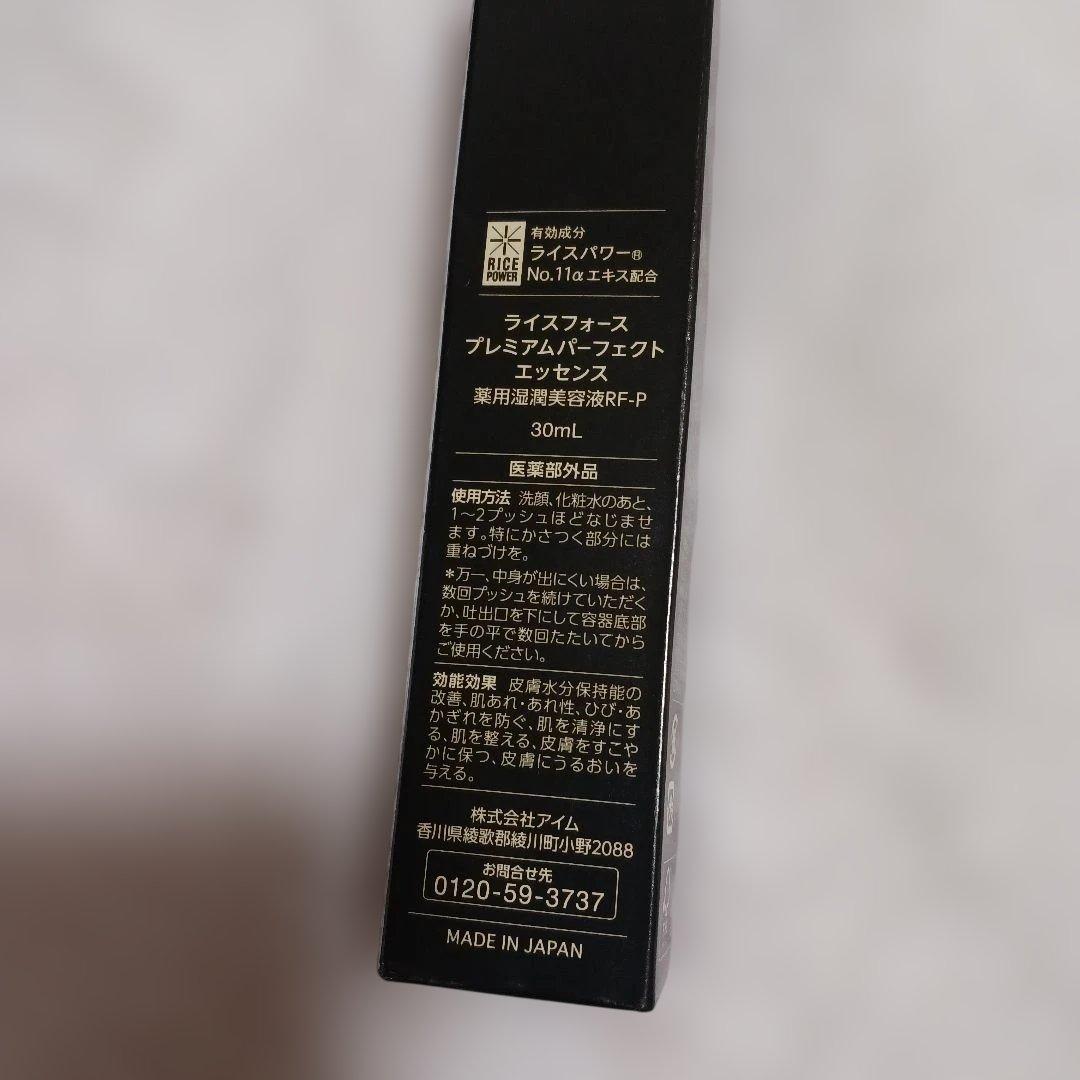 RICE
POWER
有効成分
ライスパワー®
No.11α エキス配合
ライスフォース
プレミアムパーフェクト
エッセンス
薬用湿潤美容液RF-P
30mL
医薬部外品
使用方法 洗顔、化粧水のあと、
1〜2プッシュほどなじませ
ます。特にかさつく部分には
重ねづけを。
*万一、中身が出にくい場合は、
数回プッシュを続けていただく
か、吐出口を下にして容器底部
を手の平で数回たたいてから
ご使用ください。
効能効果 皮膚水分保持能の
改善、肌あれ・あれ性、ひび・あ
かぎれを防ぐ、肌を清浄にす
る、肌を整える、皮膚をすこや
かに保つ、皮膚にうるおいを
与える。
株式会社アイム
香川県綾歌郡綾川町小野2088
お問合せ先
0120-59-3737
MADE IN JAPAN